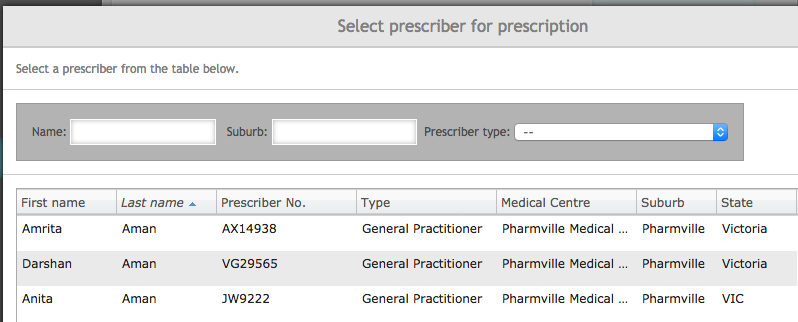 Select prescriber for prescription
Select a prescriber from the table below.
Name: Suburb: Prescriber type: --
First name Last name Prescriber No. Type Medical Centre Suburb State
Amrita Aman AX14938 General Practitioner Pharmville Medical ... Pharmville Victoria
Darshan Aman VG29565 General Practitioner Pharmville Medical ... Pharmville Victoria
Anita Aman JW9222 General Practitioner Pharmville Medical ... Pharmville VIC